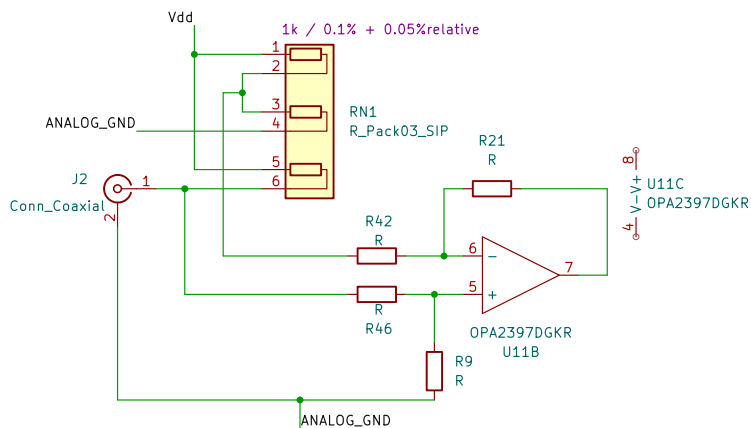 Vdd
1k / 0.1% + 0.05%relative
1
2
3
4
5
6
RN1
R_Pack03_SIP
ANALOG_GND
J2
Conn_Coaxial
1
2
R21
R
R42
R
R
R46
6
5
7
−
+
OPA2397DGKR
U11B
R9
R
ANALOG_GND
8
V+
V-
4
U11C
OPA2397DGKR